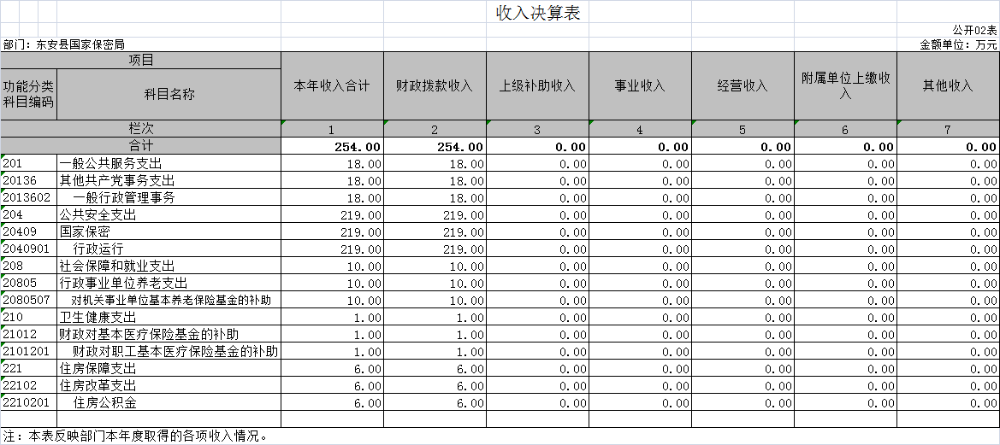 收入决算表
公开02表
部门：东安县国家保密局 金额单位：万元
项目 本年收入合计 财政拨款收入 上级补助收入 事业收入 经营收入 附属单位上缴收入 其他收入
功能分类科目编码 科目名称
栏次 1 2 3 4 5 6 7
合计 254.00 254.00 0.00 0.00 0.00 0.00 0.00
201 一般公共服务支出 18.00 18.00 0.00 0.00 0.00 0.00 0.00
20136 其他共产党事务支出 18.00 18.00 0.00 0.00 0.00 0.00 0.00
2013602 一般行政管理事务 18.00 18.00 0.00 0.00 0.00 0.00 0.00
204 公共安全支出 219.00 219.00 0.00 0.00 0.00 0.00 0.00
20409 国家保密 219.00 219.00 0.00 0.00 0.00 0.00 0.00
2040901 行政运行 219.00 219.00 0.00 0.00 0.00 0.00 0.00
208 社会保障和就业支出 10.00 10.00 0.00 0.00 0.00 0.00 0.00
20805 行政事业单位养老支出 10.00 10.00 0.00 0.00 0.00 0.00 0.00
2080507 对机关事业单位基本养老保险基金的补助 10.00 10.00 0.00 0.00 0.00 0.00 0.00
210 卫生健康支出 1.00 1.00 0.00 0.00 0.00 0.00 0.00
21012 财政对基本医疗保险基金的补助 1.00 1.00 0.00 0.00 0.00 0.00 0.00
2101201 财政对职工基本医疗保险基金的补助 1.00 1.00 0.00 0.00 0.00 0.00 0.00
221 住房保障支出 6.00 6.00 0.00 0.00 0.00 0.00 0.00
22102 住房改革支出 6.00 6.00 0.00 0.00 0.00 0.00 0.00
2210201 住房公积金 6.00 6.00 0.00 0.00 0.00 0.00 0.00
注：本表反映部门本年度取得的各项收入情况。